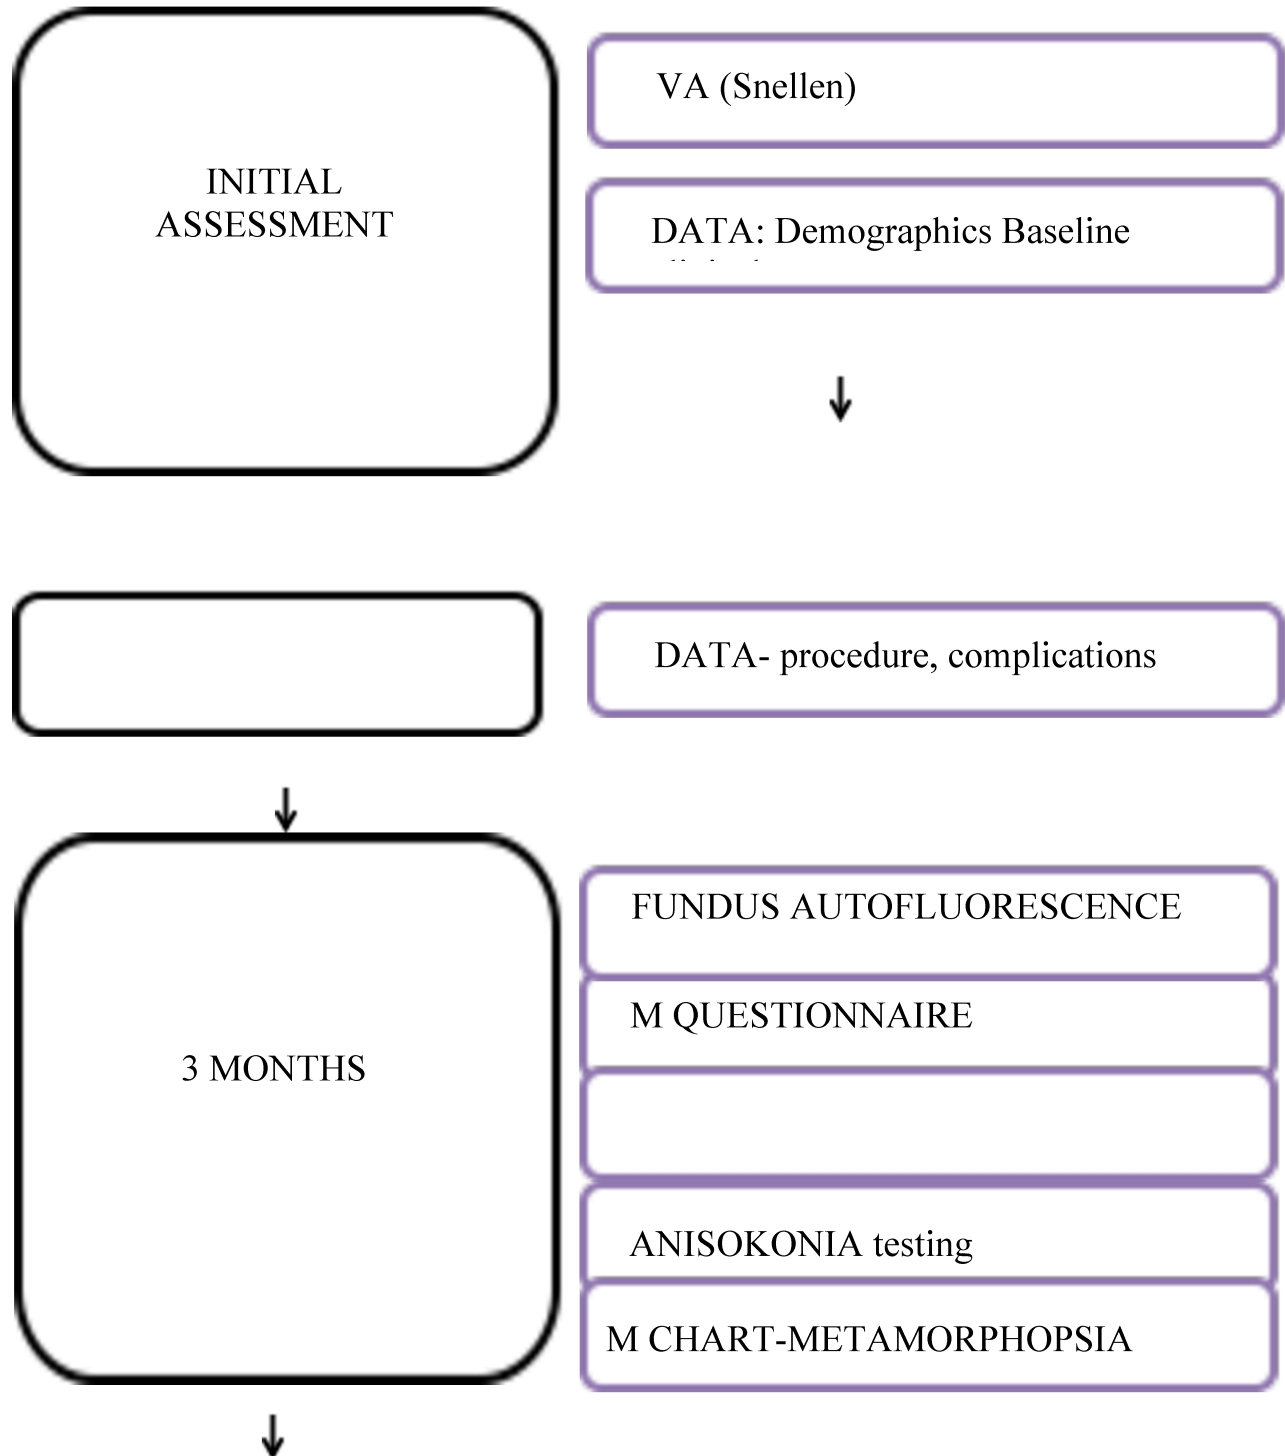 INITIAL
ASSESSMENT
VA (Snellen)
DATA: Demographics Baseline
DATA- procedure, complications
3 MONTHS
FUNDUS AUTOFLUORESCENCE
M QUESTIONNAIRE
ANISOKONIA testing
M CHART-METAMORPHOPSIA